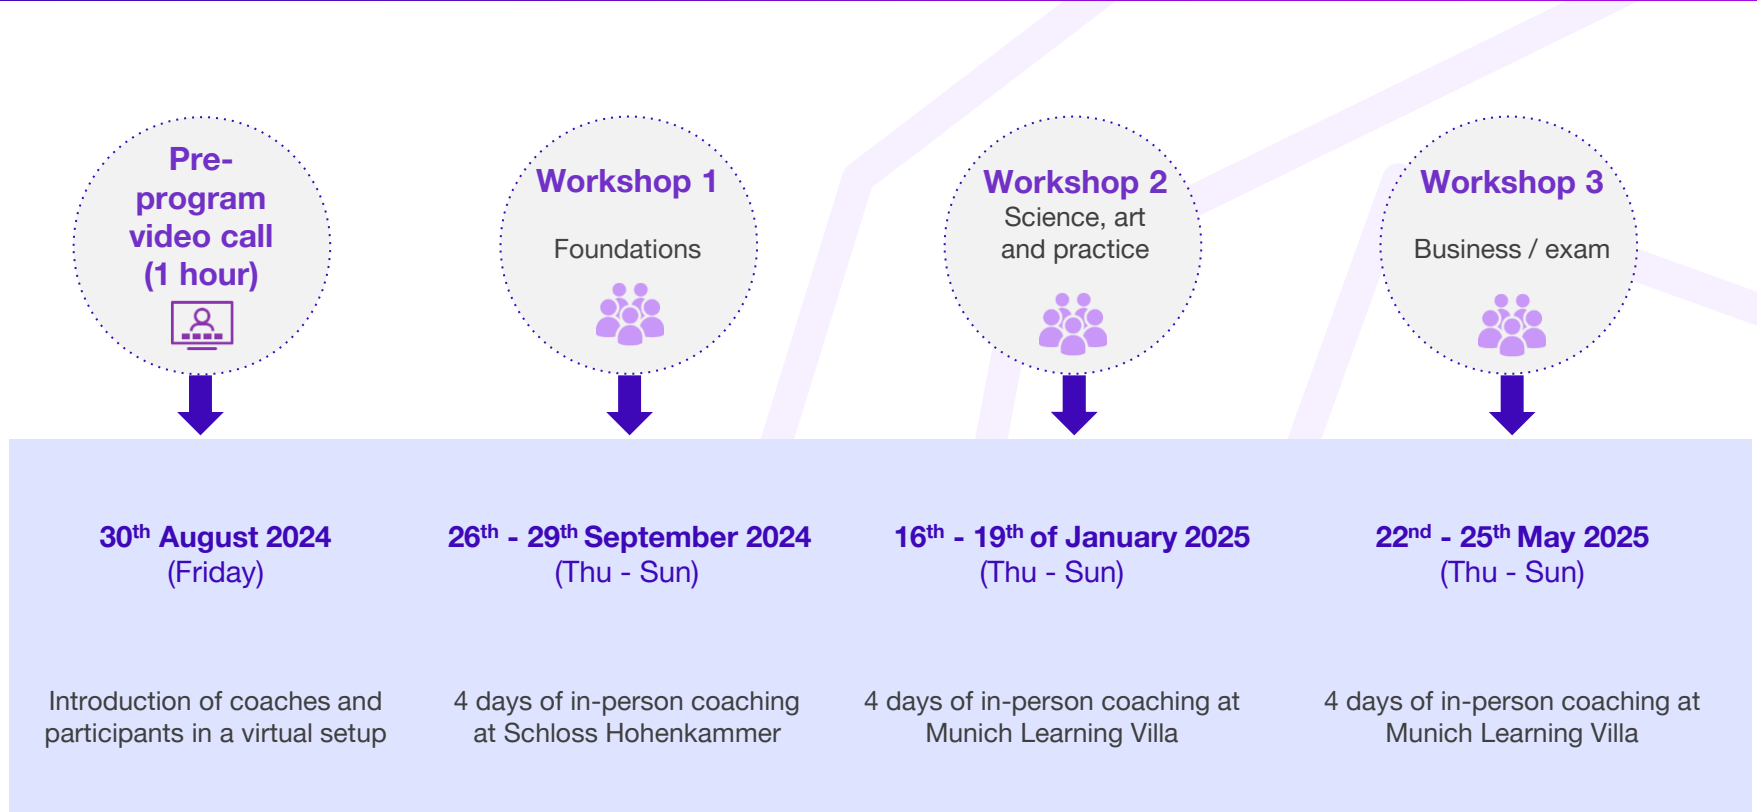 Pre-
program
video call
(1 hour)
Workshop 1
Foundations
Workshop 2
Science, art
and practice
Workshop 3
Business / exam
30th August 2024
(Friday)
26th - 29th September 2024
(Thu - Sun)
16th - 19th of January 2025
(Thu - Sun)
22nd - 25th May 2025
(Thu - Sun)
Introduction of coaches and
participants in a virtual setup
4 days of in-person coaching
at Schloss Hohenkammer
4 days of in-person coaching at
Munich Learning Villa
4 days of in-person coaching at
Munich Learning Villa